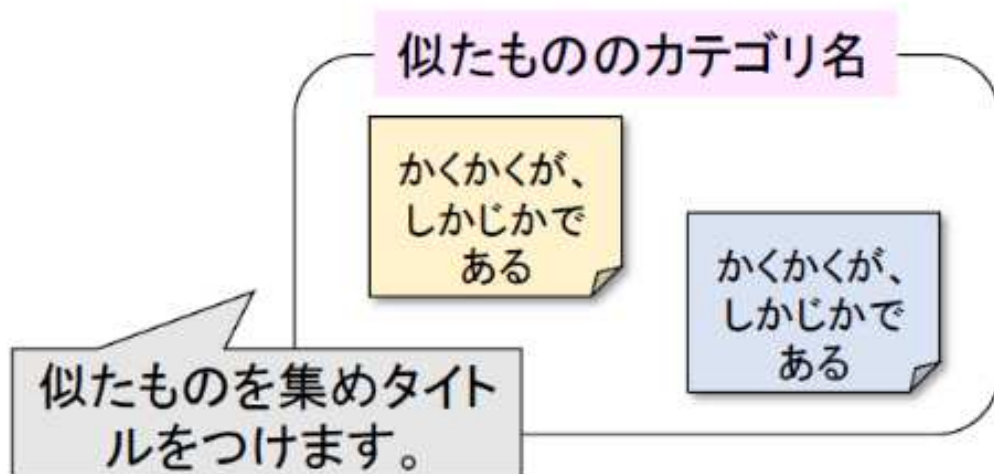 似たもののカテゴリ名
かくかくが、
しかじかで
ある
かくかくが、
しかじかで
ある
似たものを集めタイト
ルをつけます。